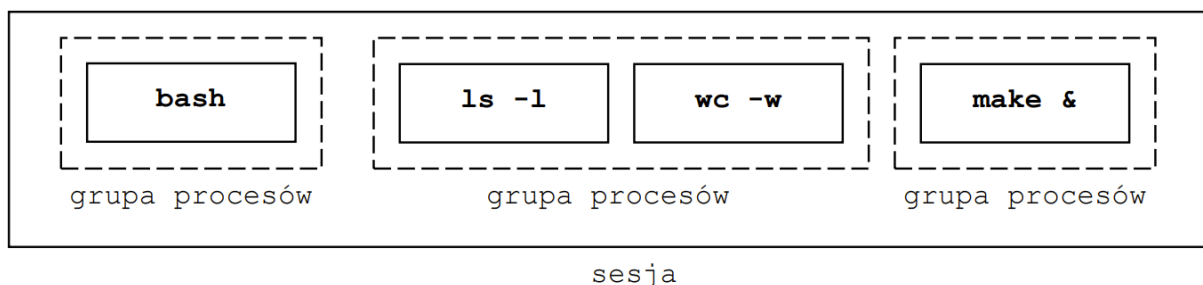 bash
ls -l
wc -w
make &
grupa procesów
grupa procesów
grupa procesów
sesja